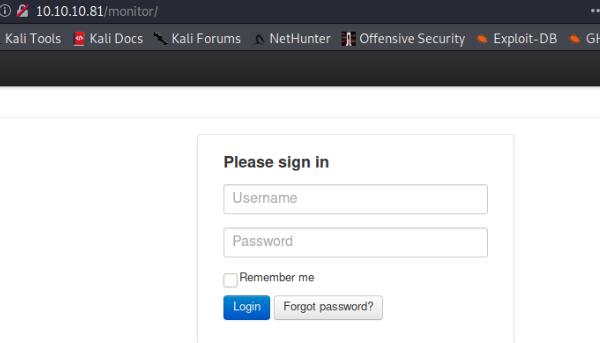 10.10.10.81/monitor/
Kali Tools Kali Docs Kali Forums NetHunter Offensive Security Exploit-DB GH
Please sign in
Username
Password
Remember me
Login Forgot password?